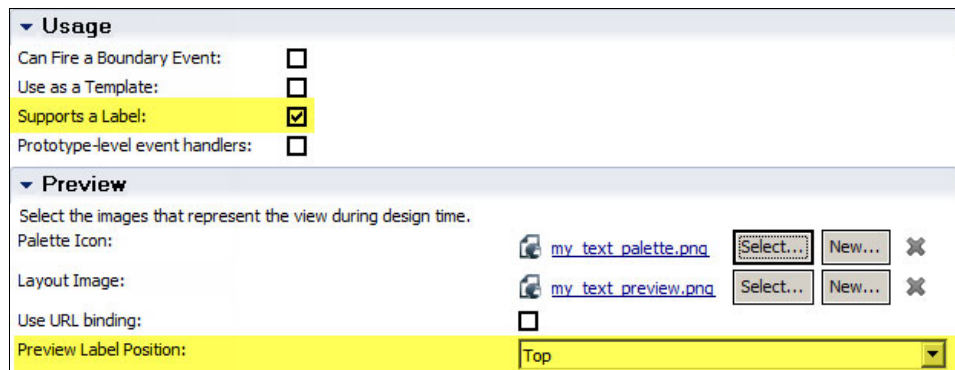 Usage
Can Fire a Boundary Event:
Use as a Template:
Supports a Label:
Prototype-level event handlers:
Preview
Select the images that represent the view during design time.
Palette Icon: my_text_palette.png Select... New...
Layout Image: my_text_preview.png Select... New...
Use URL binding:
Preview Label Position: Top